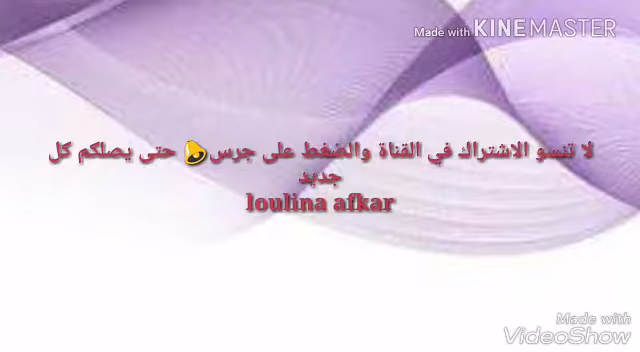 Made with KINEMASTER
لا تنسو الاشتراك في القناة والضغط على جرس🔔 حتى يصلكم كل
جديد
loulina afkar
Made with
VideoShow